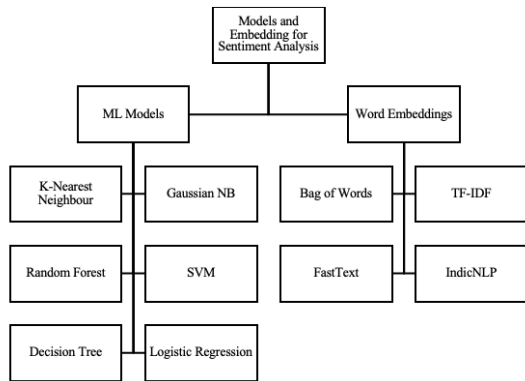 Models and
Embedding for
Sentiment Analysis
ML Models
Word Embeddings
K-Nearest
Neighbour
Gaussian NB
Bag of Words
TF-IDF
Random Forest
SVM
FastText
IndicNLP
Decision Tree
Logistic Regression